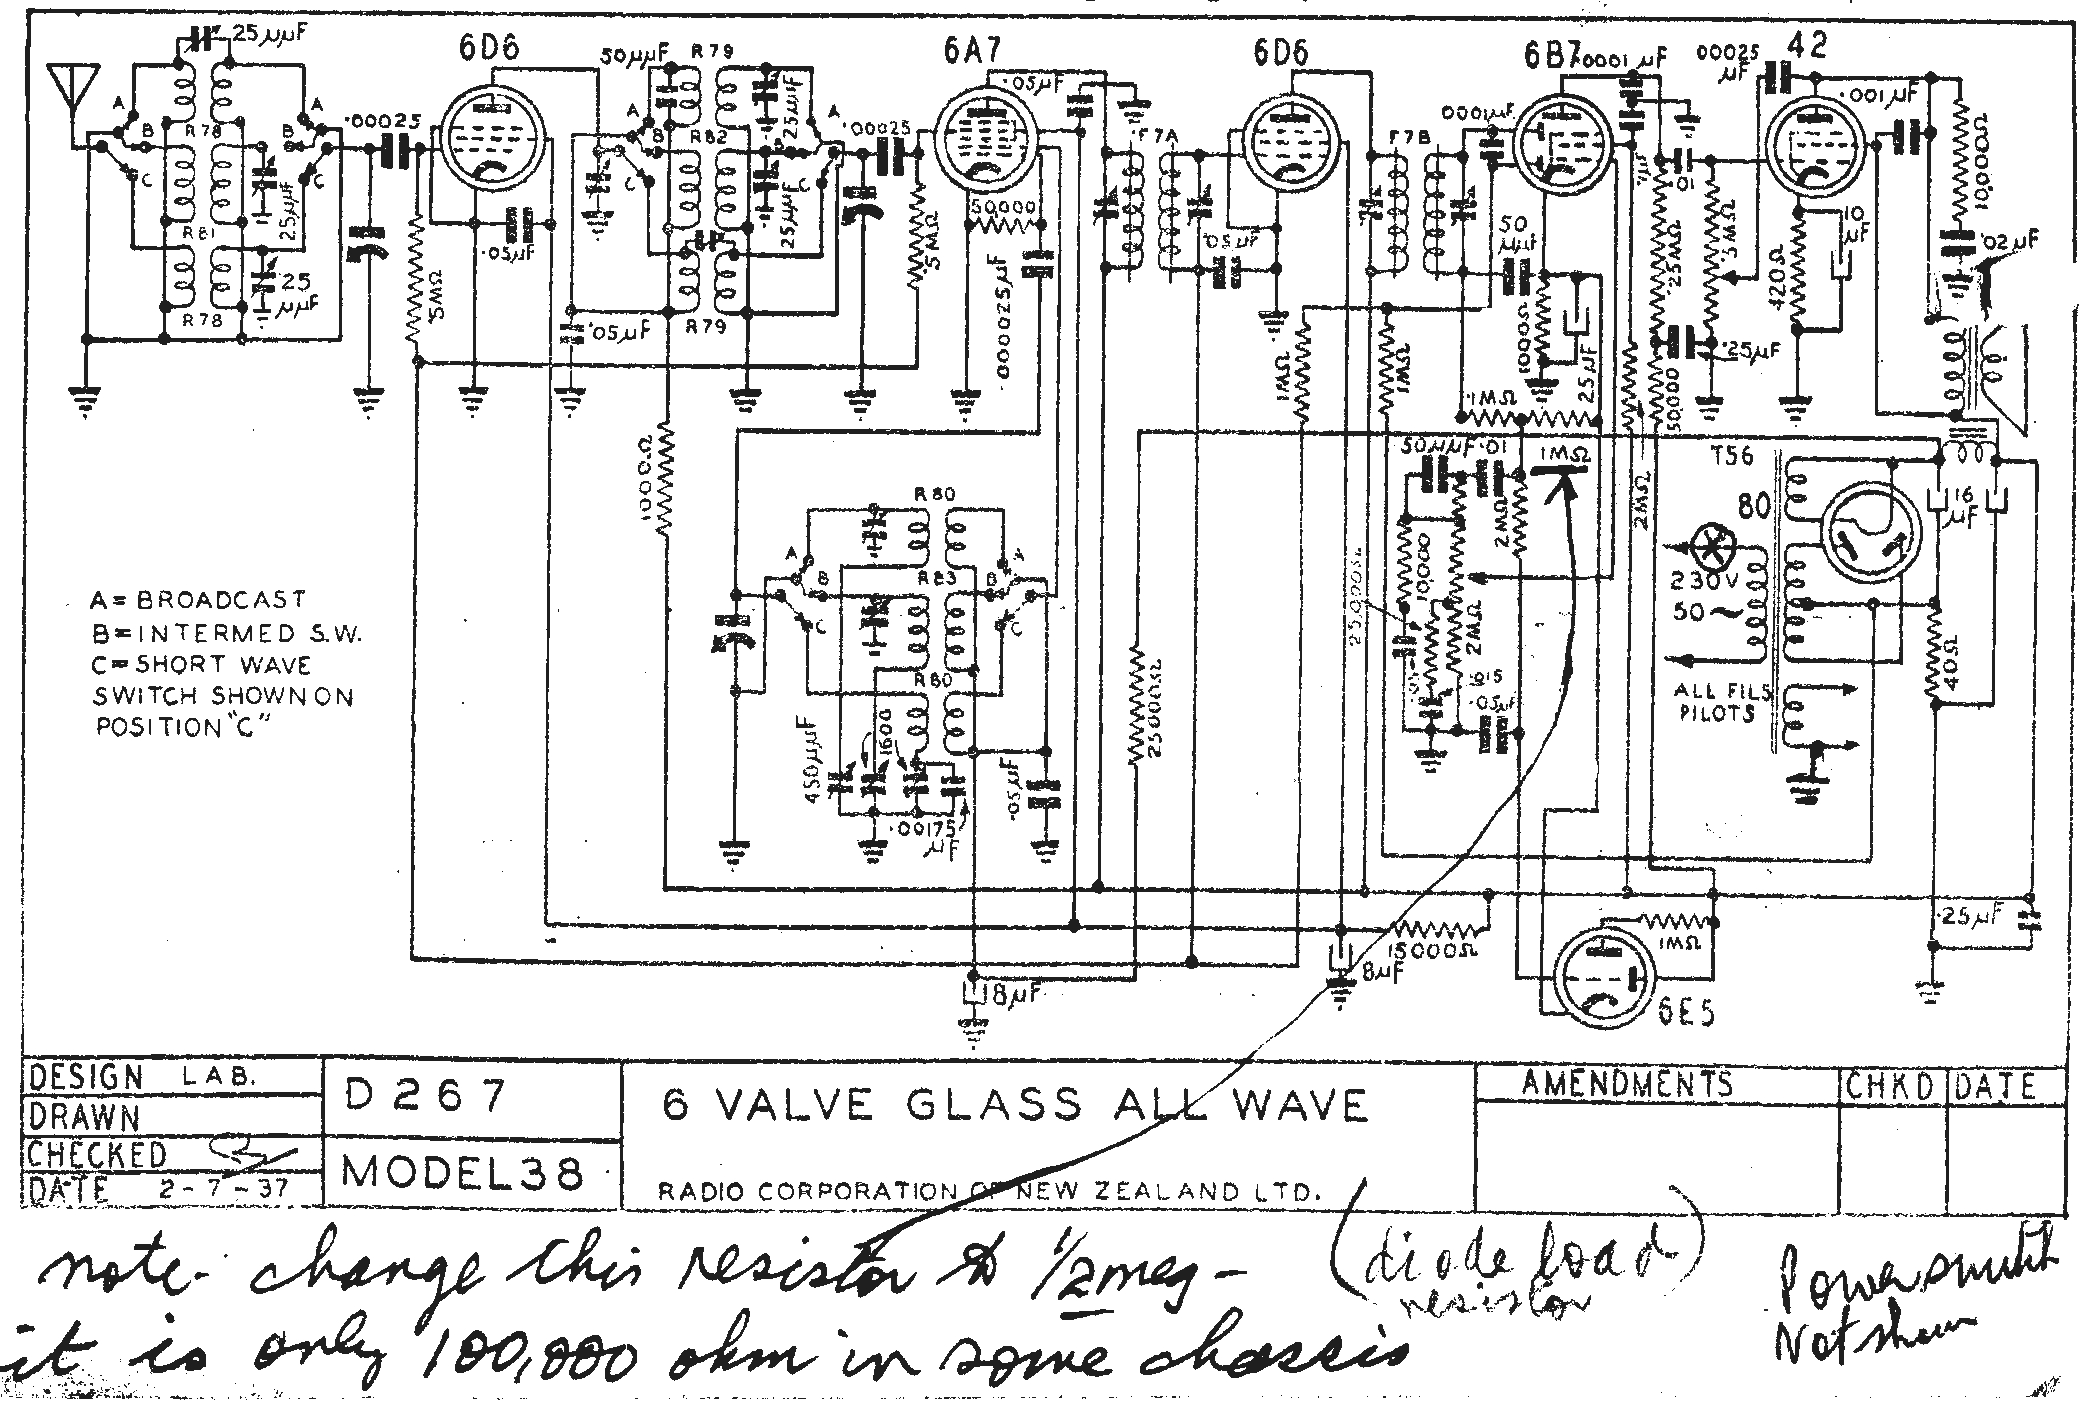 25μμF
6D6
50μμF
R79
6A7
6D6
6B7
.0001μF
.00025
μF
42
A
B
C
R78
A
B
C
.00025
A
B
C
R82
25μμF
A
C
.00025
.05μF
F7A
.0001μF
F7B
.01
.001μF
10,000Ω
R81
25μμF
.05μF
25μμF
50000
.05μF
50
μμF
.25MΩ
.5MΩ
420Ω
10
μF
.02μF
25
μμF
R78
.5MΩ
.05μF
R79
.5MΩ
.000025μF
1MΩ
1MΩ
1000Ω
25μF
50,000
.25μF
1000Ω
.1MΩ
50μμF
.01
1MΩ
2MΩ
T56
80
16
μF
R80
A
B
C
R83
B
C
R80
25,000Ω
10,000
2MΩ
2MΩ
230V
50~
40Ω
A= BROADCAST
B= INTERMED S.W.
C= SHORT WAVE
SWITCH SHOWN ON
POSITION "C"
450μμF
1600
.00175
μF
.05μF
25000Ω
.015
.05μF
ALL FILS
PILOTS
8μF
8μF
15000Ω
1MΩ
6E5
.25μF
DESIGN LAB.
DRAWN
CHECKED
DATE 2-7-37
D267
MODEL38
6 VALVE GLASS ALL WAVE
RADIO CORPORATION OF NEW ZEALAND LTD.
AMENDMENTS CHKD DATE
note - change this resistor to 1/2 meg -
(diode load)
resistor
it is only 100,000 ohm in some chassis
Power switch
Not shown